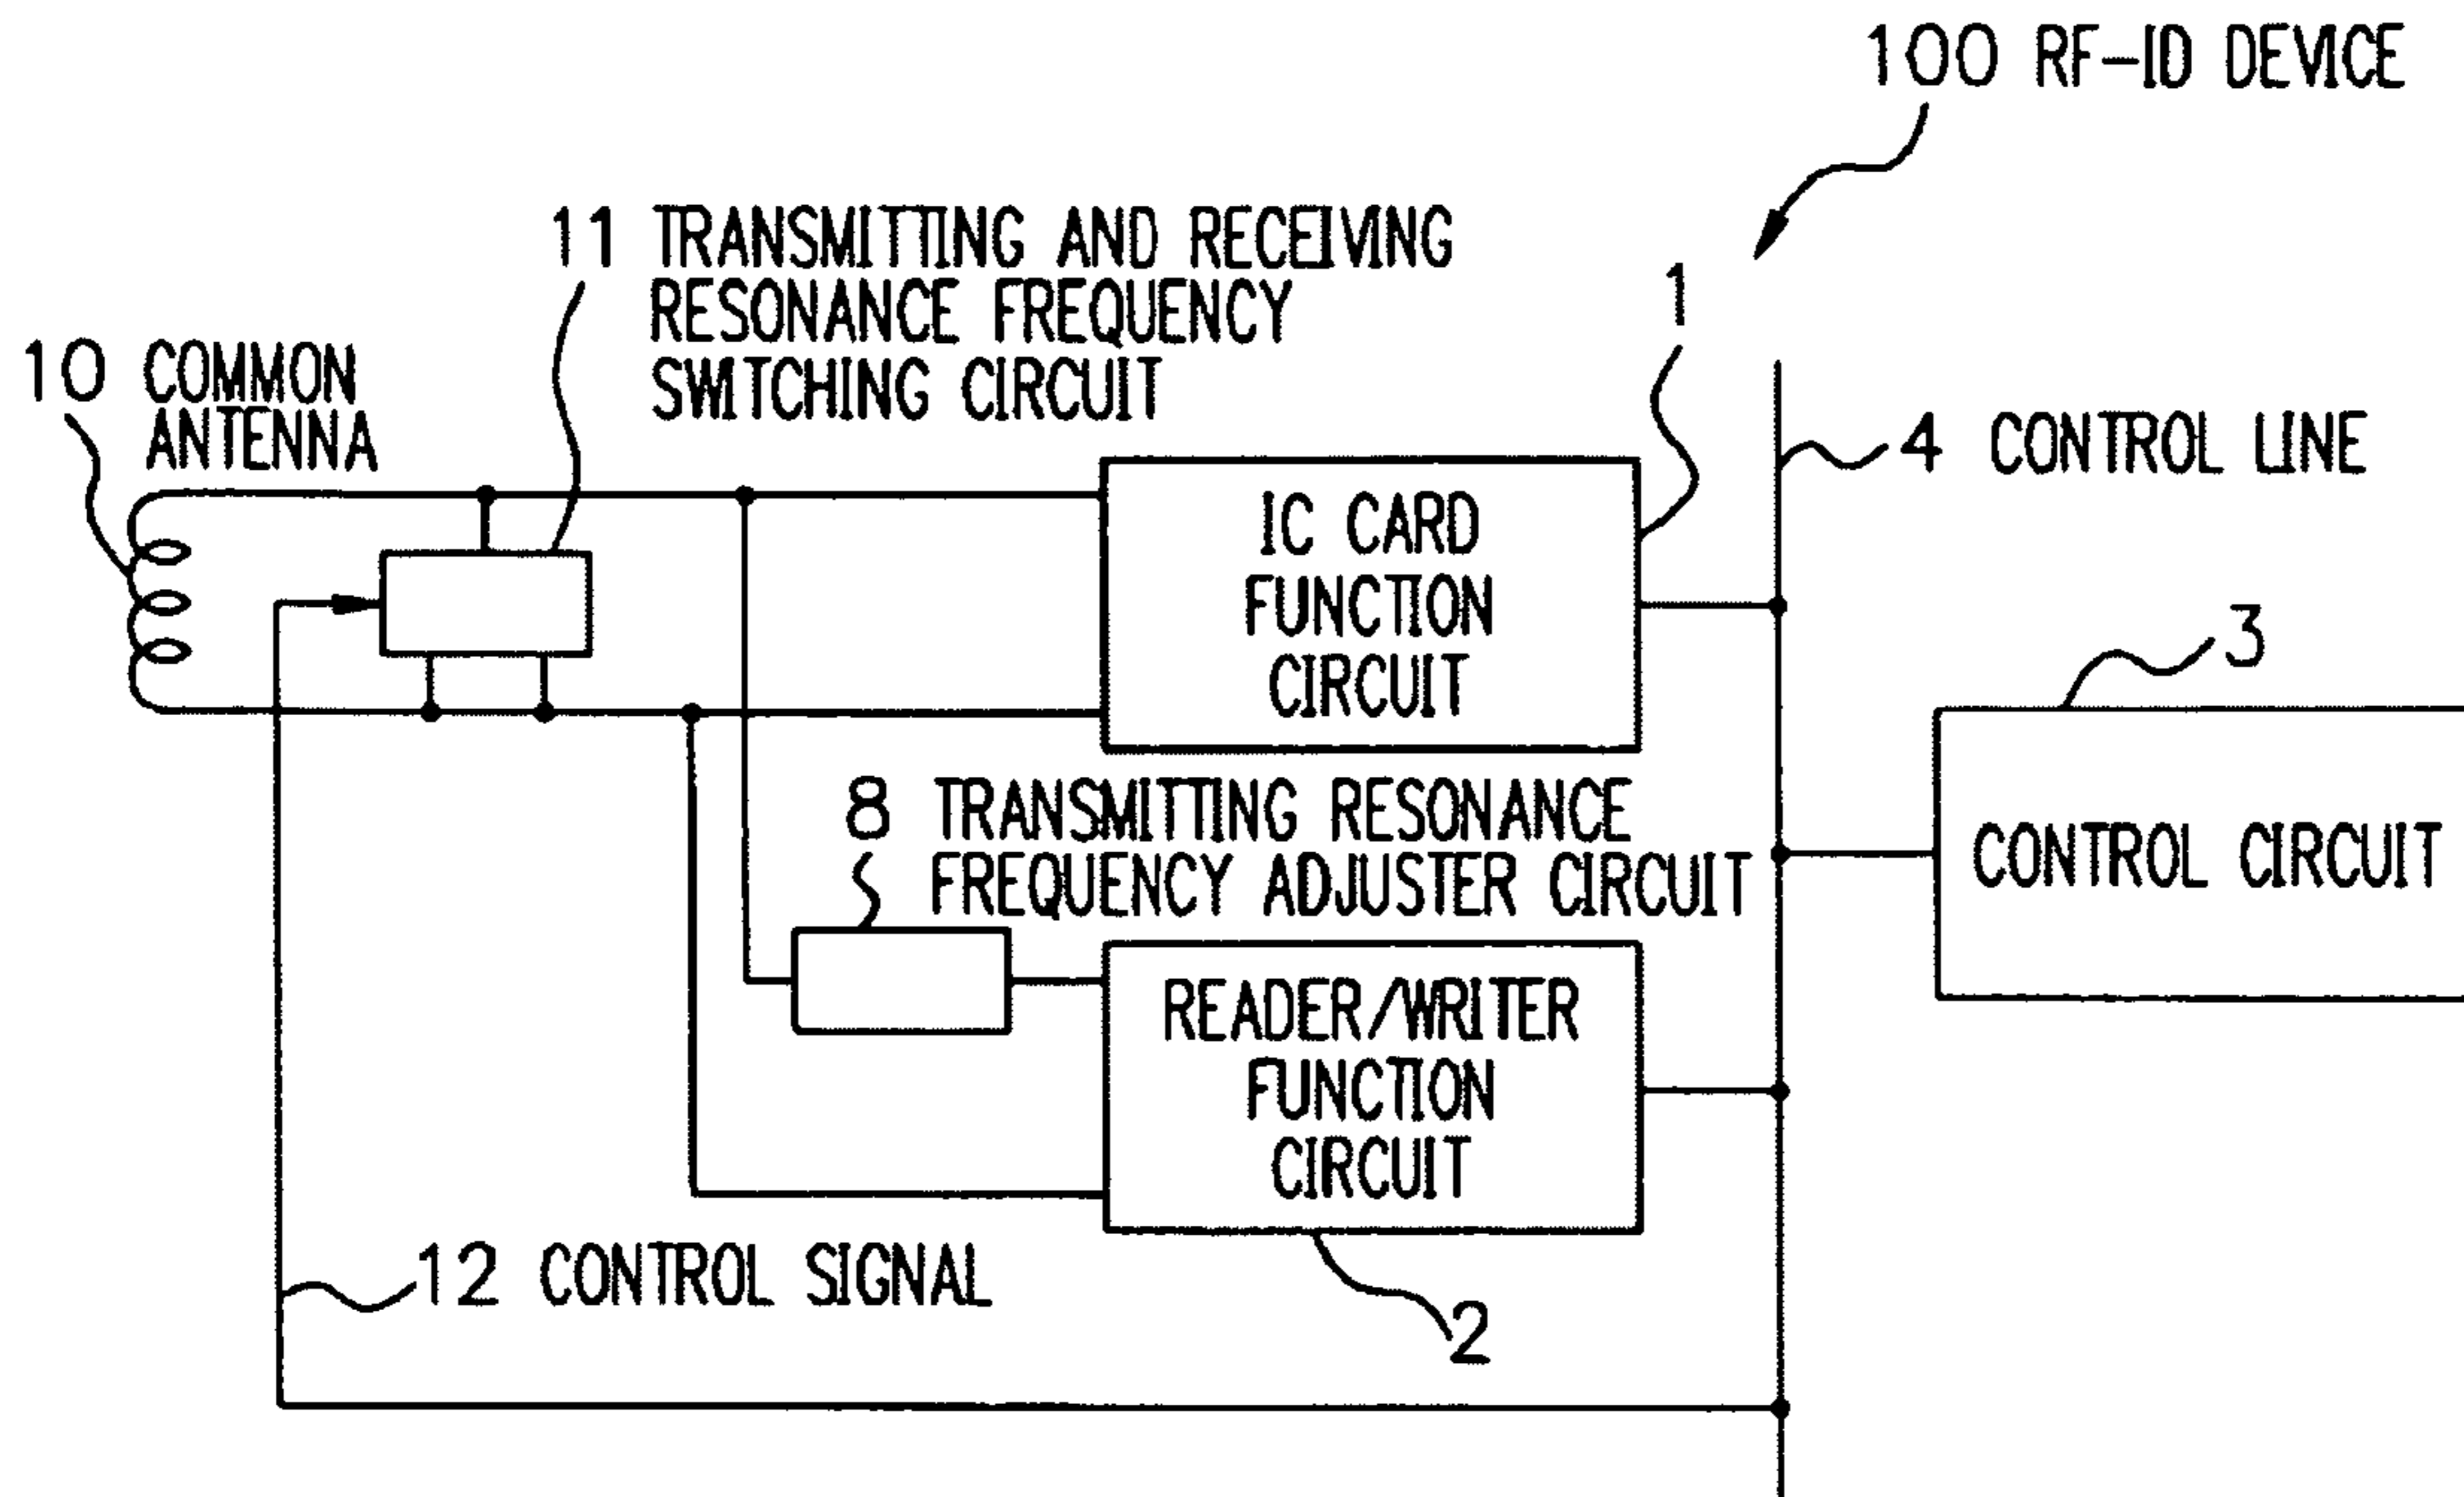 100 RF-ID DEVICE
11 TRANSMITTING AND RECEIVING
RESONANCE FREQUENCY
SWITCHING CIRCUIT
1
10 COMMON
ANTENNA
4 CONTROL LINE
IC CARD
FUNCTION
CIRCUIT
3
8 TRANSMITTING RESONANCE
FREQUENCY ADJUSTER CIRCUIT
CONTROL CIRCUIT
READER/WRITER
FUNCTION
CIRCUIT
12 CONTROL SIGNAL
2